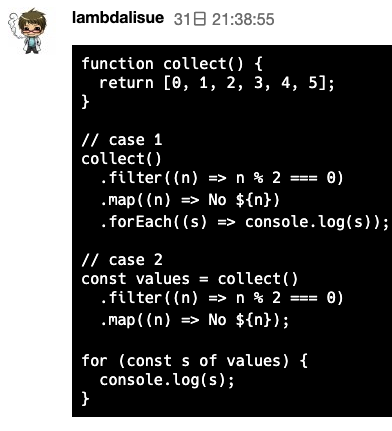 lambdalisue 31日 21:38:55
function collect() {
  return [0, 1, 2, 3, 4, 5];
}

// case 1
collect()
  .filter((n) => n % 2 === 0)
  .map((n) => No ${n})
  .forEach((s) => console.log(s));

// case 2
const values = collect()
  .filter((n) => n % 2 === 0)
  .map((n) => No ${n});

for (const s of values) {
  console.log(s);
}